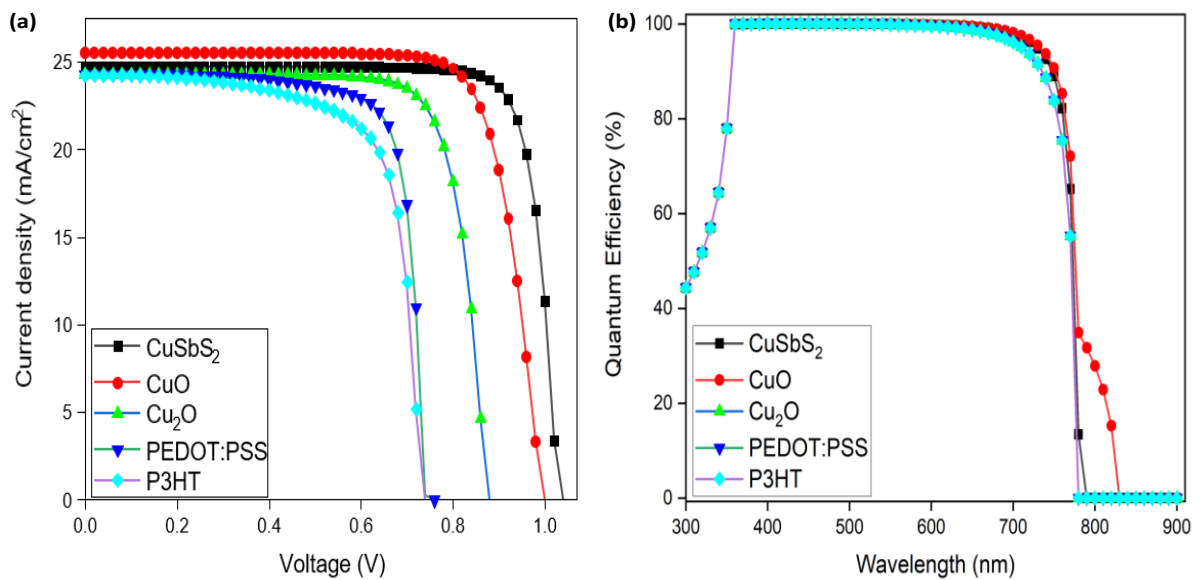 (a)
Current density (mA/cm²)
25
20
15
10
5
0
0.0 0.2 0.4 0.6 0.8 1.0
Voltage (V)
CuSbS₂
CuO
Cu₂O
PEDOT:PSS
P3HT
(b)
Quantum Efficiency (%)
100
80
60
40
20
0
300 400 500 600 700 800 900
Wavelength (nm)
CuSbS₂
CuO
Cu₂O
PEDOT:PSS
P3HT